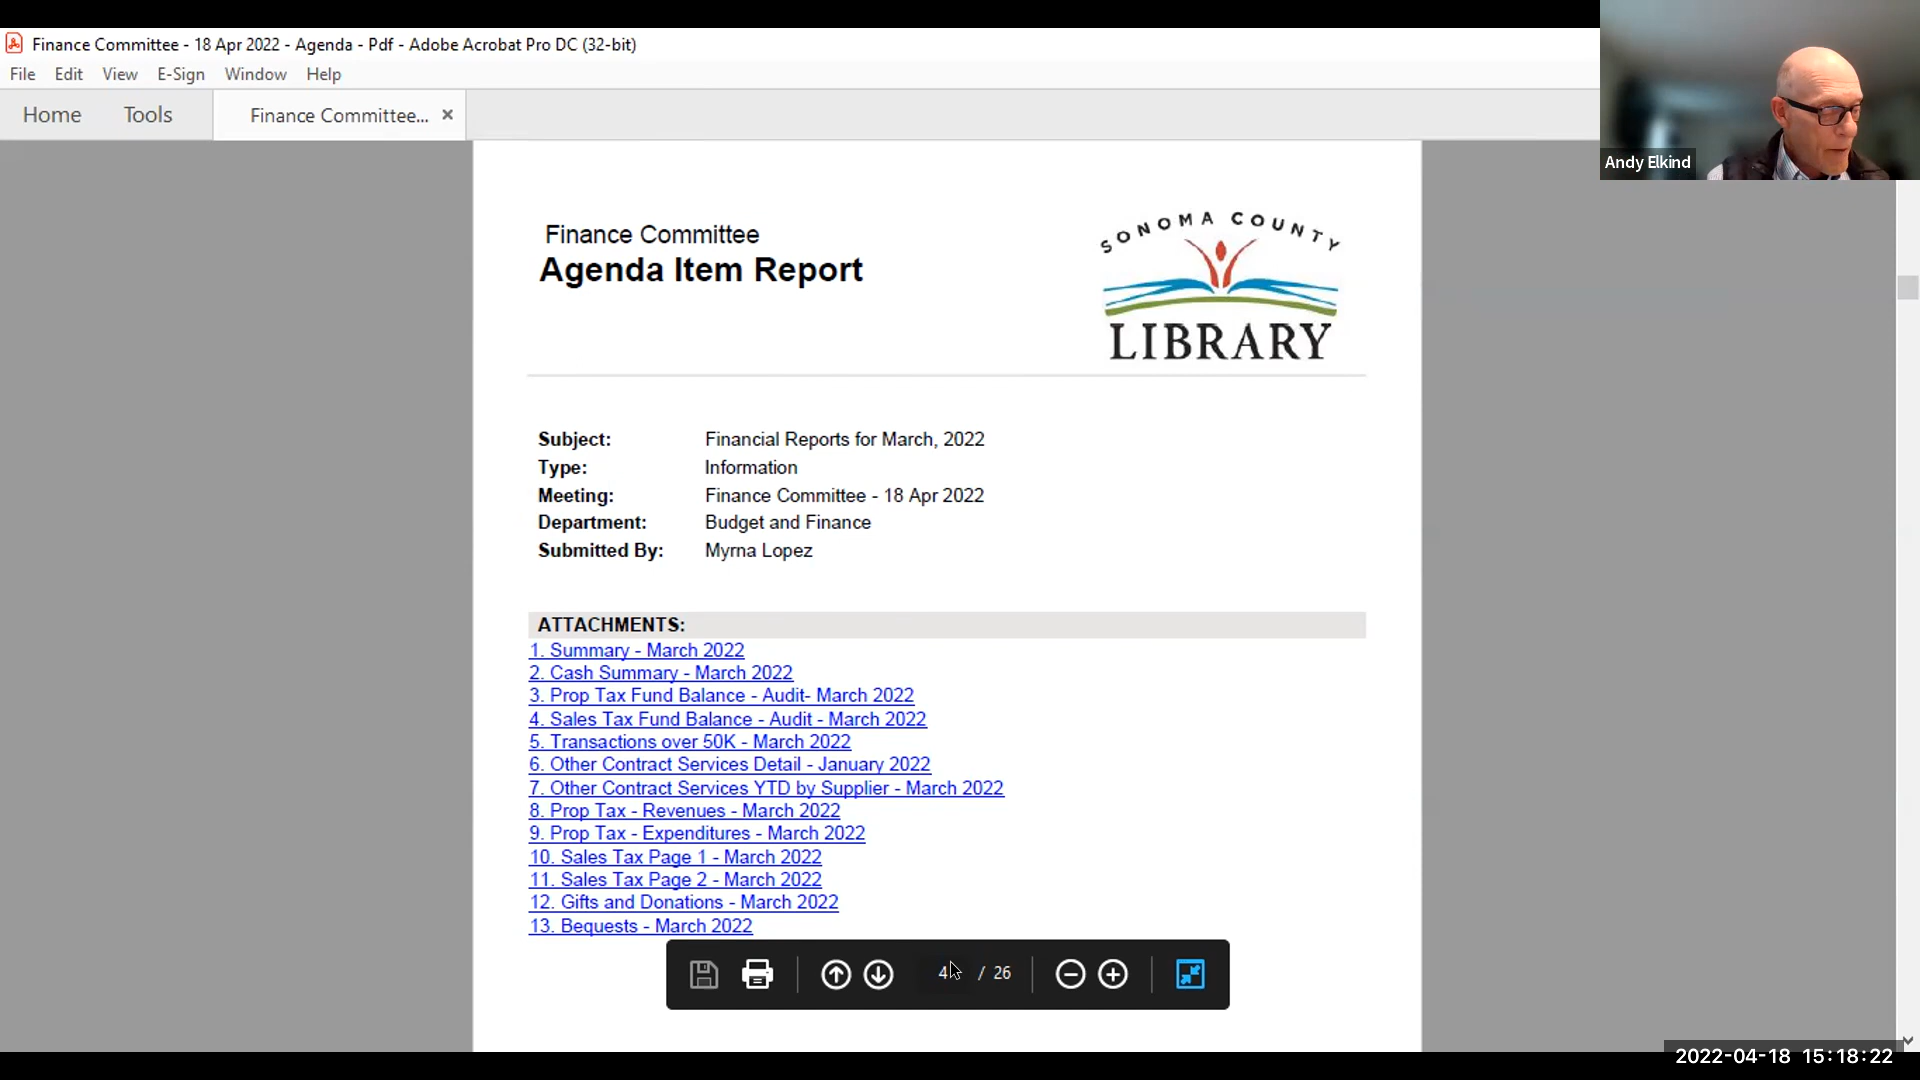 Finance Committee - 18 Apr 2022 - Agenda - Pdf - Adobe Acrobat Pro DC (32-bit)
File Edit View E-Sign Window Help
Home Tools Finance Committee... ×
Andy Elkind
Finance Committee
Agenda Item Report
SONOMA COUNTY
LIBRARY
Subject: Financial Reports for March, 2022
Type: Information
Meeting: Finance Committee - 18 Apr 2022
Department: Budget and Finance
Submitted By: Myrna Lopez
ATTACHMENTS:
1. Summary - March 2022
2. Cash Summary - March 2022
3. Prop Tax Fund Balance - Audit- March 2022
4. Sales Tax Fund Balance - Audit - March 2022
5. Transactions over 50K - March 2022
6. Other Contract Services Detail - January 2022
7. Other Contract Services YTD by Supplier - March 2022
8. Prop Tax - Revenues - March 2022
9. Prop Tax - Expenditures - March 2022
10. Sales Tax Page 1 - March 2022
11. Sales Tax Page 2 - March 2022
12. Gifts and Donations - March 2022
13. Bequests - March 2022
4 / 26
2022-04-18 15:18:22